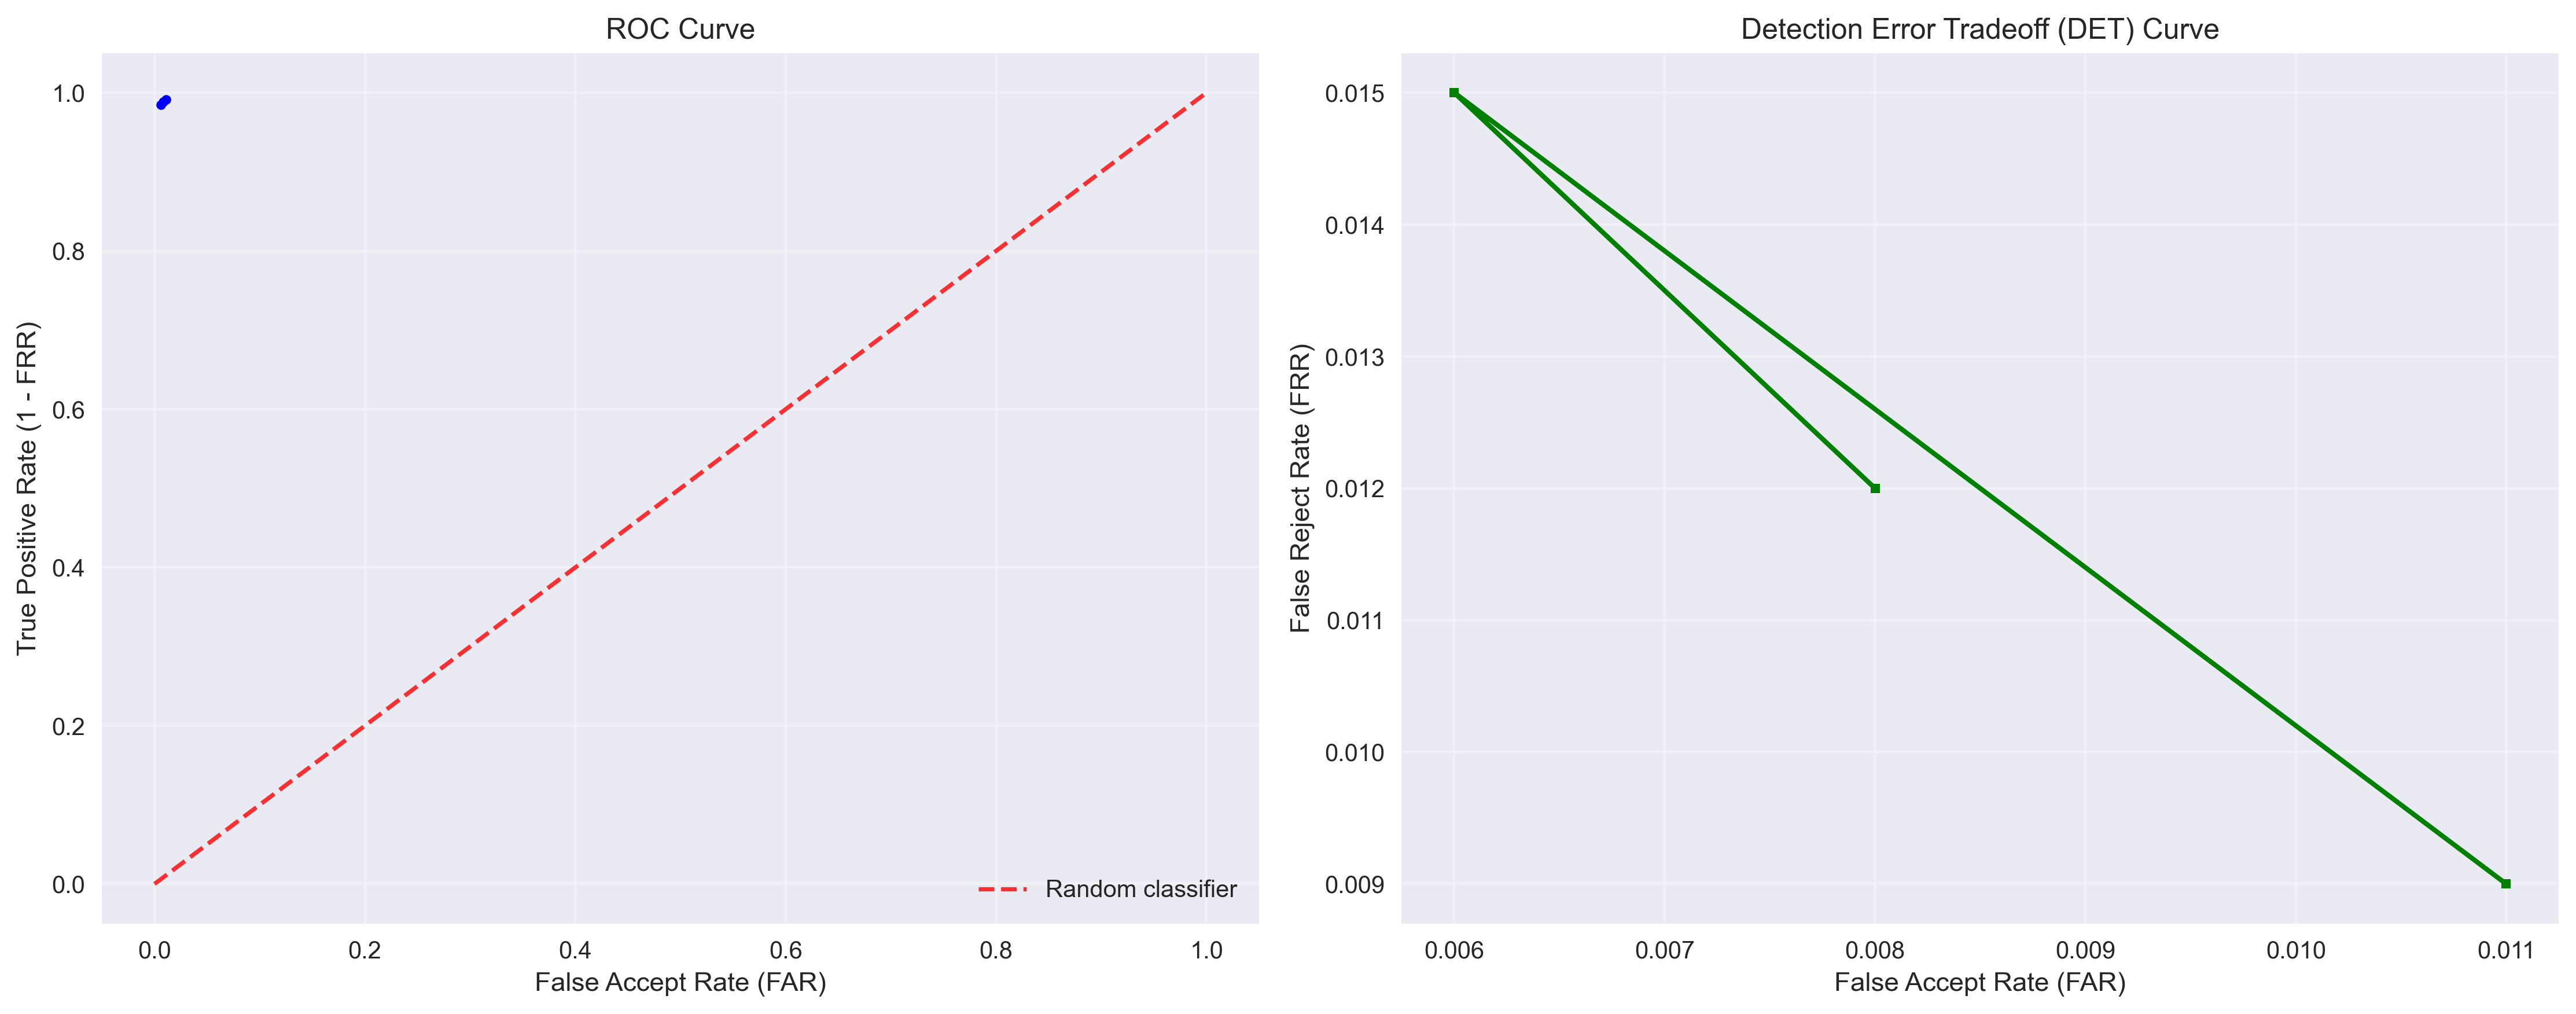 ROC Curve
True Positive Rate (1 - FRR)
1.0
0.8
0.6
0.4
0.2
0.0
0.0 0.2 0.4 0.6 0.8 1.0
False Accept Rate (FAR)
Random classifier
Detection Error Tradeoff (DET) Curve
False Reject Rate (FRR)
0.015
0.014
0.013
0.012
0.011
0.010
0.009
0.006 0.007 0.008 0.009 0.010 0.011
False Accept Rate (FAR)